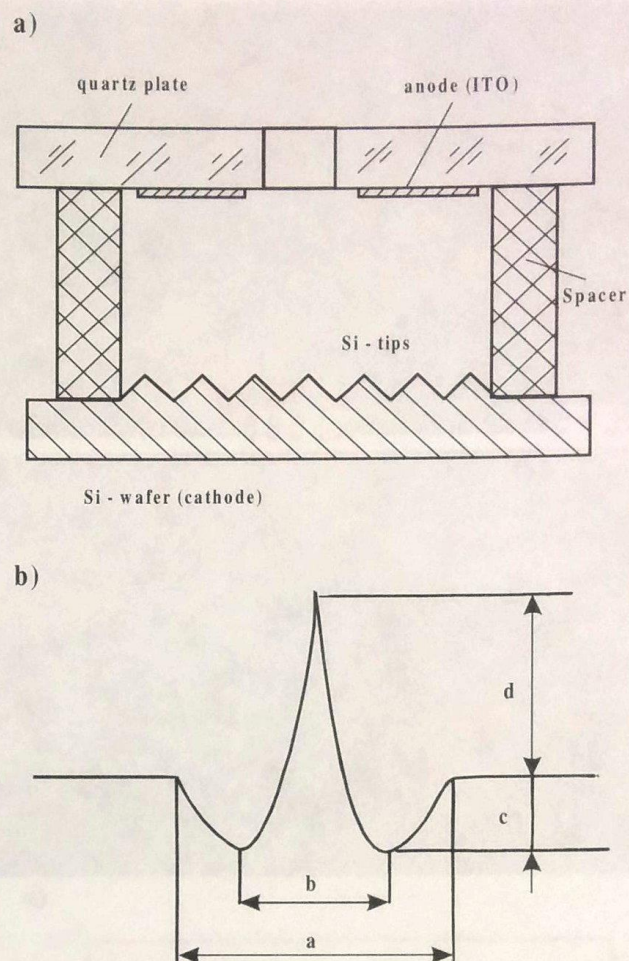 a)
quartz plate
anode (ITO)
Spacer
Si - tips
Si - wafer (cathode)
b)
d
c
b
a